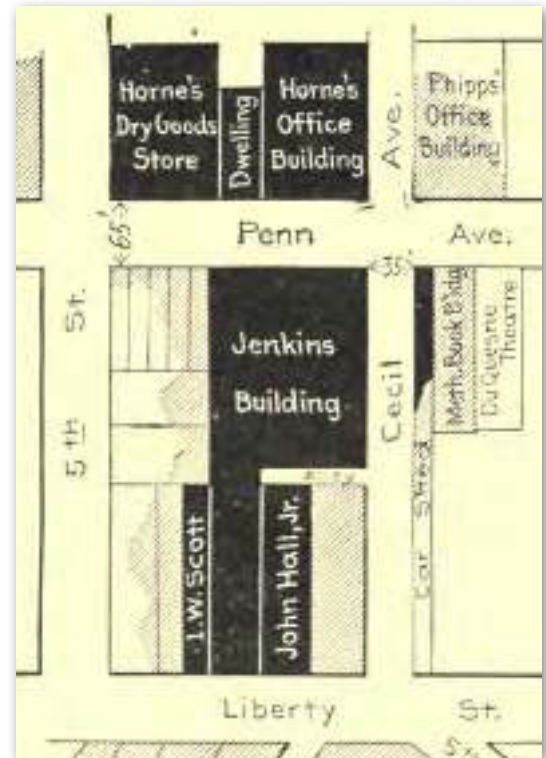 Horne's
Dry Goods
Store
Dwelling
Horne's
Office
Building
Ave.
Phipps'
Office
Building
65'
Penn
Ave.
35'
5th St.
Jenkins
Building
Cecil
Meth. Book Bldg
Du Quesne
Theatre
Car Shed
I.W. Scott
John Hall, Jr.
Liberty
St.